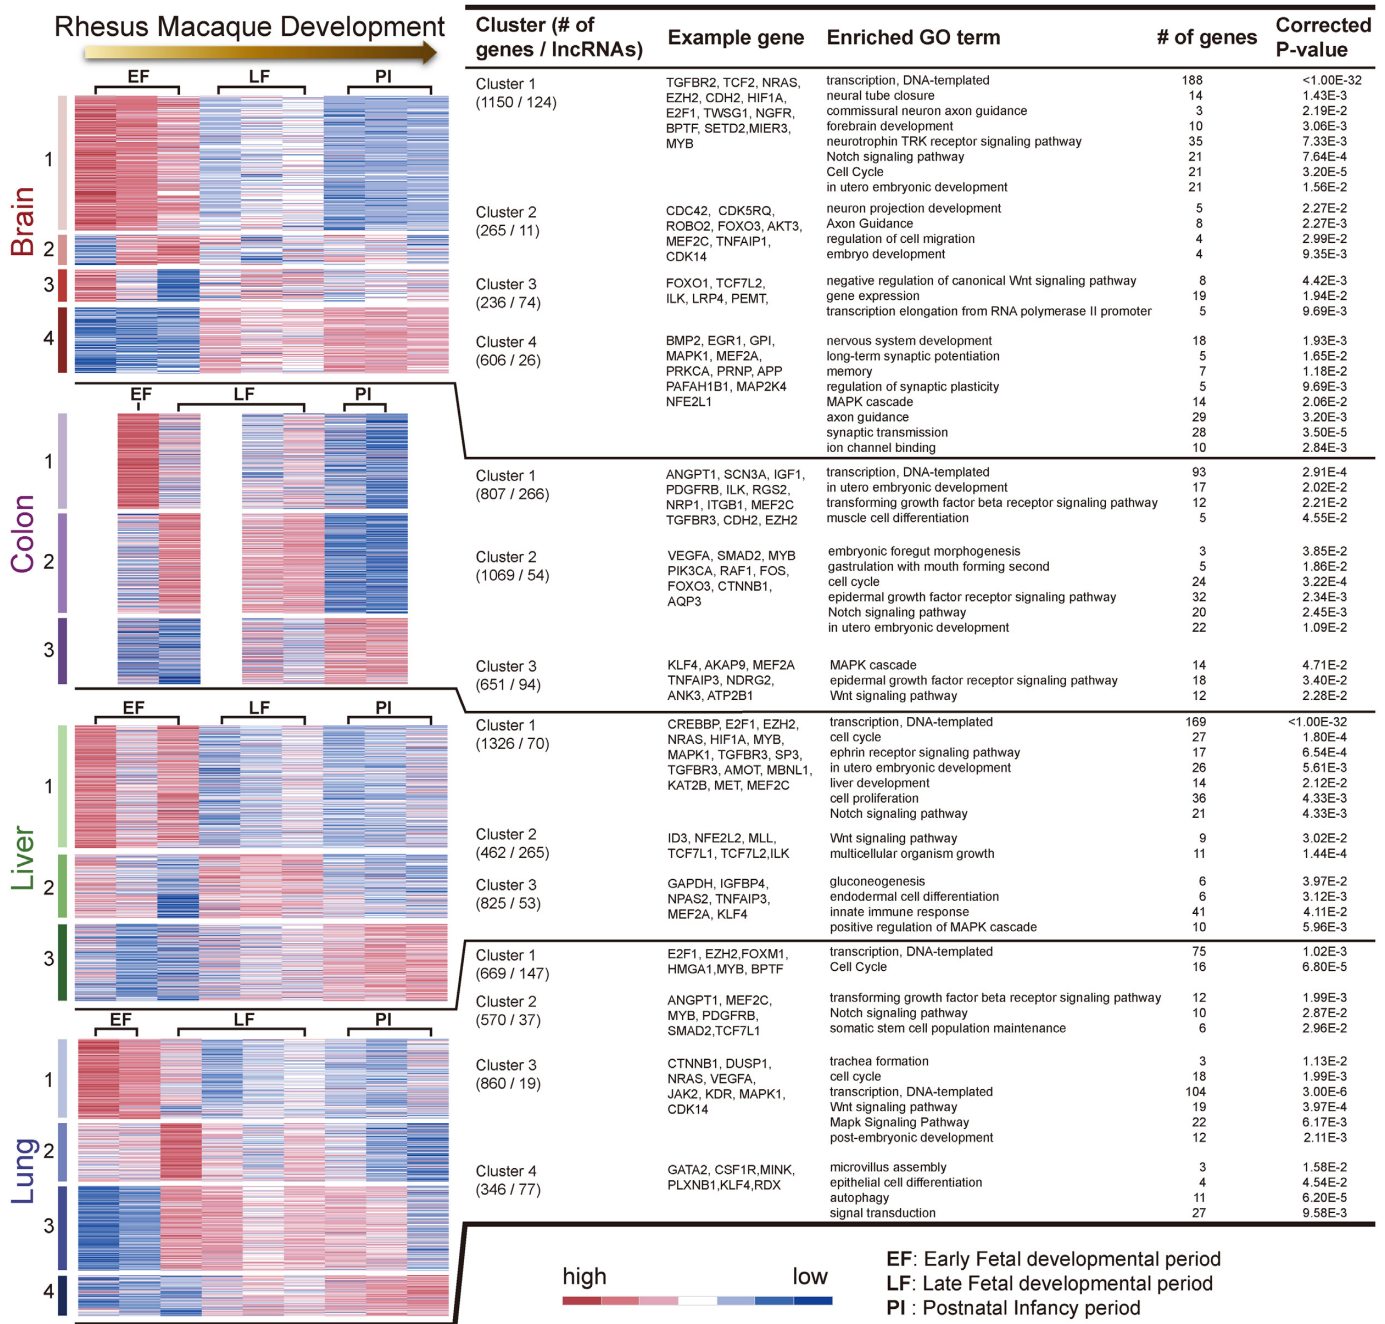 Rhesus Macaque Development
Cluster (# of genes / lncRNAs) Example gene Enriched GO term # of genes Corrected P-value
EF LF PI
Brain
1
2
3
4
Cluster 1
(1150 / 124)
TGFBR2, TCF2, NRAS,
EZH2, CDH2, HIF1A,
E2F1, TWSG1, NGFR,
BPTF, SETD2,MIER3,
MYB
transcription, DNA-templated 188 <1.00E-32
neural tube closure 14 1.43E-3
commissural neuron axon guidance 3 2.19E-2
forebrain development 10 3.06E-3
neurotrophin TRK receptor signaling pathway 35 7.33E-3
Notch signaling pathway 21 7.64E-4
Cell Cycle 21 3.20E-5
in utero embryonic development 21 1.56E-2
Cluster 2
(265 / 11)
CDC42, CDK5RQ,
ROBO2, FOXO3, AKT3,
MEF2C, TNFAIP1,
CDK14
neuron projection development 5 2.27E-2
Axon Guidance 8 2.27E-3
regulation of cell migration 4 2.99E-2
embryo development 4 9.35E-3
Cluster 3
(236 / 74)
FOXO1, TCF7L2,
ILK, LRP4, PEMT,
negative regulation of canonical Wnt signaling pathway 8 4.42E-3
gene expression 19 1.94E-2
transcription elongation from RNA polymerase II promoter 5 9.69E-3
Cluster 4
(606 / 26)
BMP2, EGR1, GPI,
MAPK1, MEF2A,
PRKCA, PRNP, APP
PAFAH1B1, MAP2K4
NFE2L1
nervous system development 18 1.93E-3
long-term synaptic potentiation 5 1.65E-2
memory 7 1.18E-2
regulation of synaptic plasticity 5 9.69E-3
MAPK cascade 14 2.06E-2
axon guidance 29 3.20E-3
synaptic transmission 28 3.50E-5
ion channel binding 10 2.84E-3
EF LF PI
Colon
1
2
3
Cluster 1
(807 / 266)
ANGPT1, SCN3A, IGF1,
PDGFRB, ILK, RGS2,
NRP1, ITGB1, MEF2C
TGFBR3, CDH2, EZH2
transcription, DNA-templated 93 2.91E-4
in utero embryonic development 17 2.02E-2
transforming growth factor beta receptor signaling pathway 12 2.21E-2
muscle cell differentiation 5 4.55E-2
Cluster 2
(1069 / 54)
VEGFA, SMAD2, MYB
PIK3CA, RAF1, FOS,
FOXO3, CTNNB1,
AQP3
embryonic foregut morphogenesis 3 3.85E-2
gastrulation with mouth forming second 5 1.86E-2
cell cycle 24 3.22E-4
epidermal growth factor receptor signaling pathway 32 2.34E-3
Notch signaling pathway 20 2.45E-3
in utero embryonic development 22 1.09E-2
Cluster 3
(651 / 94)
KLF4, AKAP9, MEF2A
TNFAIP3, NDRG2,
ANK3, ATP2B1
MAPK cascade 14 4.71E-2
epidermal growth factor receptor signaling pathway 18 3.40E-2
Wnt signaling pathway 12 2.28E-2
EF LF PI
Liver
1
2
3
Cluster 1
(1326 / 70)
CREBBP, E2F1, EZH2,
NRAS, HIF1A, MYB,
MAPK1, TGFBR3, SP3,
TGFBR3, AMOT, MBNL1,
KAT2B, MET, MEF2C
transcription, DNA-templated 169 <1.00E-32
cell cycle 27 1.80E-4
ephrin receptor signaling pathway 17 6.54E-4
in utero embryonic development 26 5.61E-3
liver development 14 2.12E-2
cell proliferation 36 4.33E-3
Notch signaling pathway 21 4.33E-3
Cluster 2
(462 / 265)
ID3, NFE2L2, MLL,
TCF7L1, TCF7L2,ILK
Wnt signaling pathway 9 3.02E-2
multicellular organism growth 11 1.44E-4
Cluster 3
(825 / 53)
GAPDH, IGFBP4,
NPAS2, TNFAIP3,
MEF2A, KLF4
gluconeogenesis 6 3.97E-2
endodermal cell differentiation 6 3.12E-3
innate immune response 41 4.11E-2
positive regulation of MAPK cascade 10 5.96E-3
EF LF PI
Lung
1
2
3
4
Cluster 1
(669 / 147)
E2F1, EZH2,FOXM1,
HMGA1,MYB, BPTF
transcription, DNA-templated 75 1.02E-3
Cell Cycle 16 6.80E-5
Cluster 2
(570 / 37)
ANGPT1, MEF2C,
MYB, PDGFRB,
SMAD2,TCF7L1
transforming growth factor beta receptor signaling pathway 12 1.99E-3
Notch signaling pathway 10 2.87E-2
somatic stem cell population maintenance 6 2.96E-2
Cluster 3
(860 / 19)
CTNNB1, DUSP1,
NRAS, VEGFA,
JAK2, KDR, MAPK1,
CDK14
trachea formation 3 1.13E-2
cell cycle 18 1.99E-3
transcription, DNA-templated 104 3.00E-6
Wnt signaling pathway 19 3.97E-4
Mapk Signaling Pathway 22 6.17E-3
post-embryonic development 12 2.11E-3
Cluster 4
(346 / 77)
GATA2, CSF1R,MINK,
PLXNB1,KLF4,RDX
microvillus assembly 3 1.58E-2
epithelial cell differentiation 4 4.54E-2
autophagy 11 6.20E-5
signal transduction 27 9.58E-3
high low
EF: Early Fetal developmental period
LF: Late Fetal developmental period
PI : Postnatal Infancy period